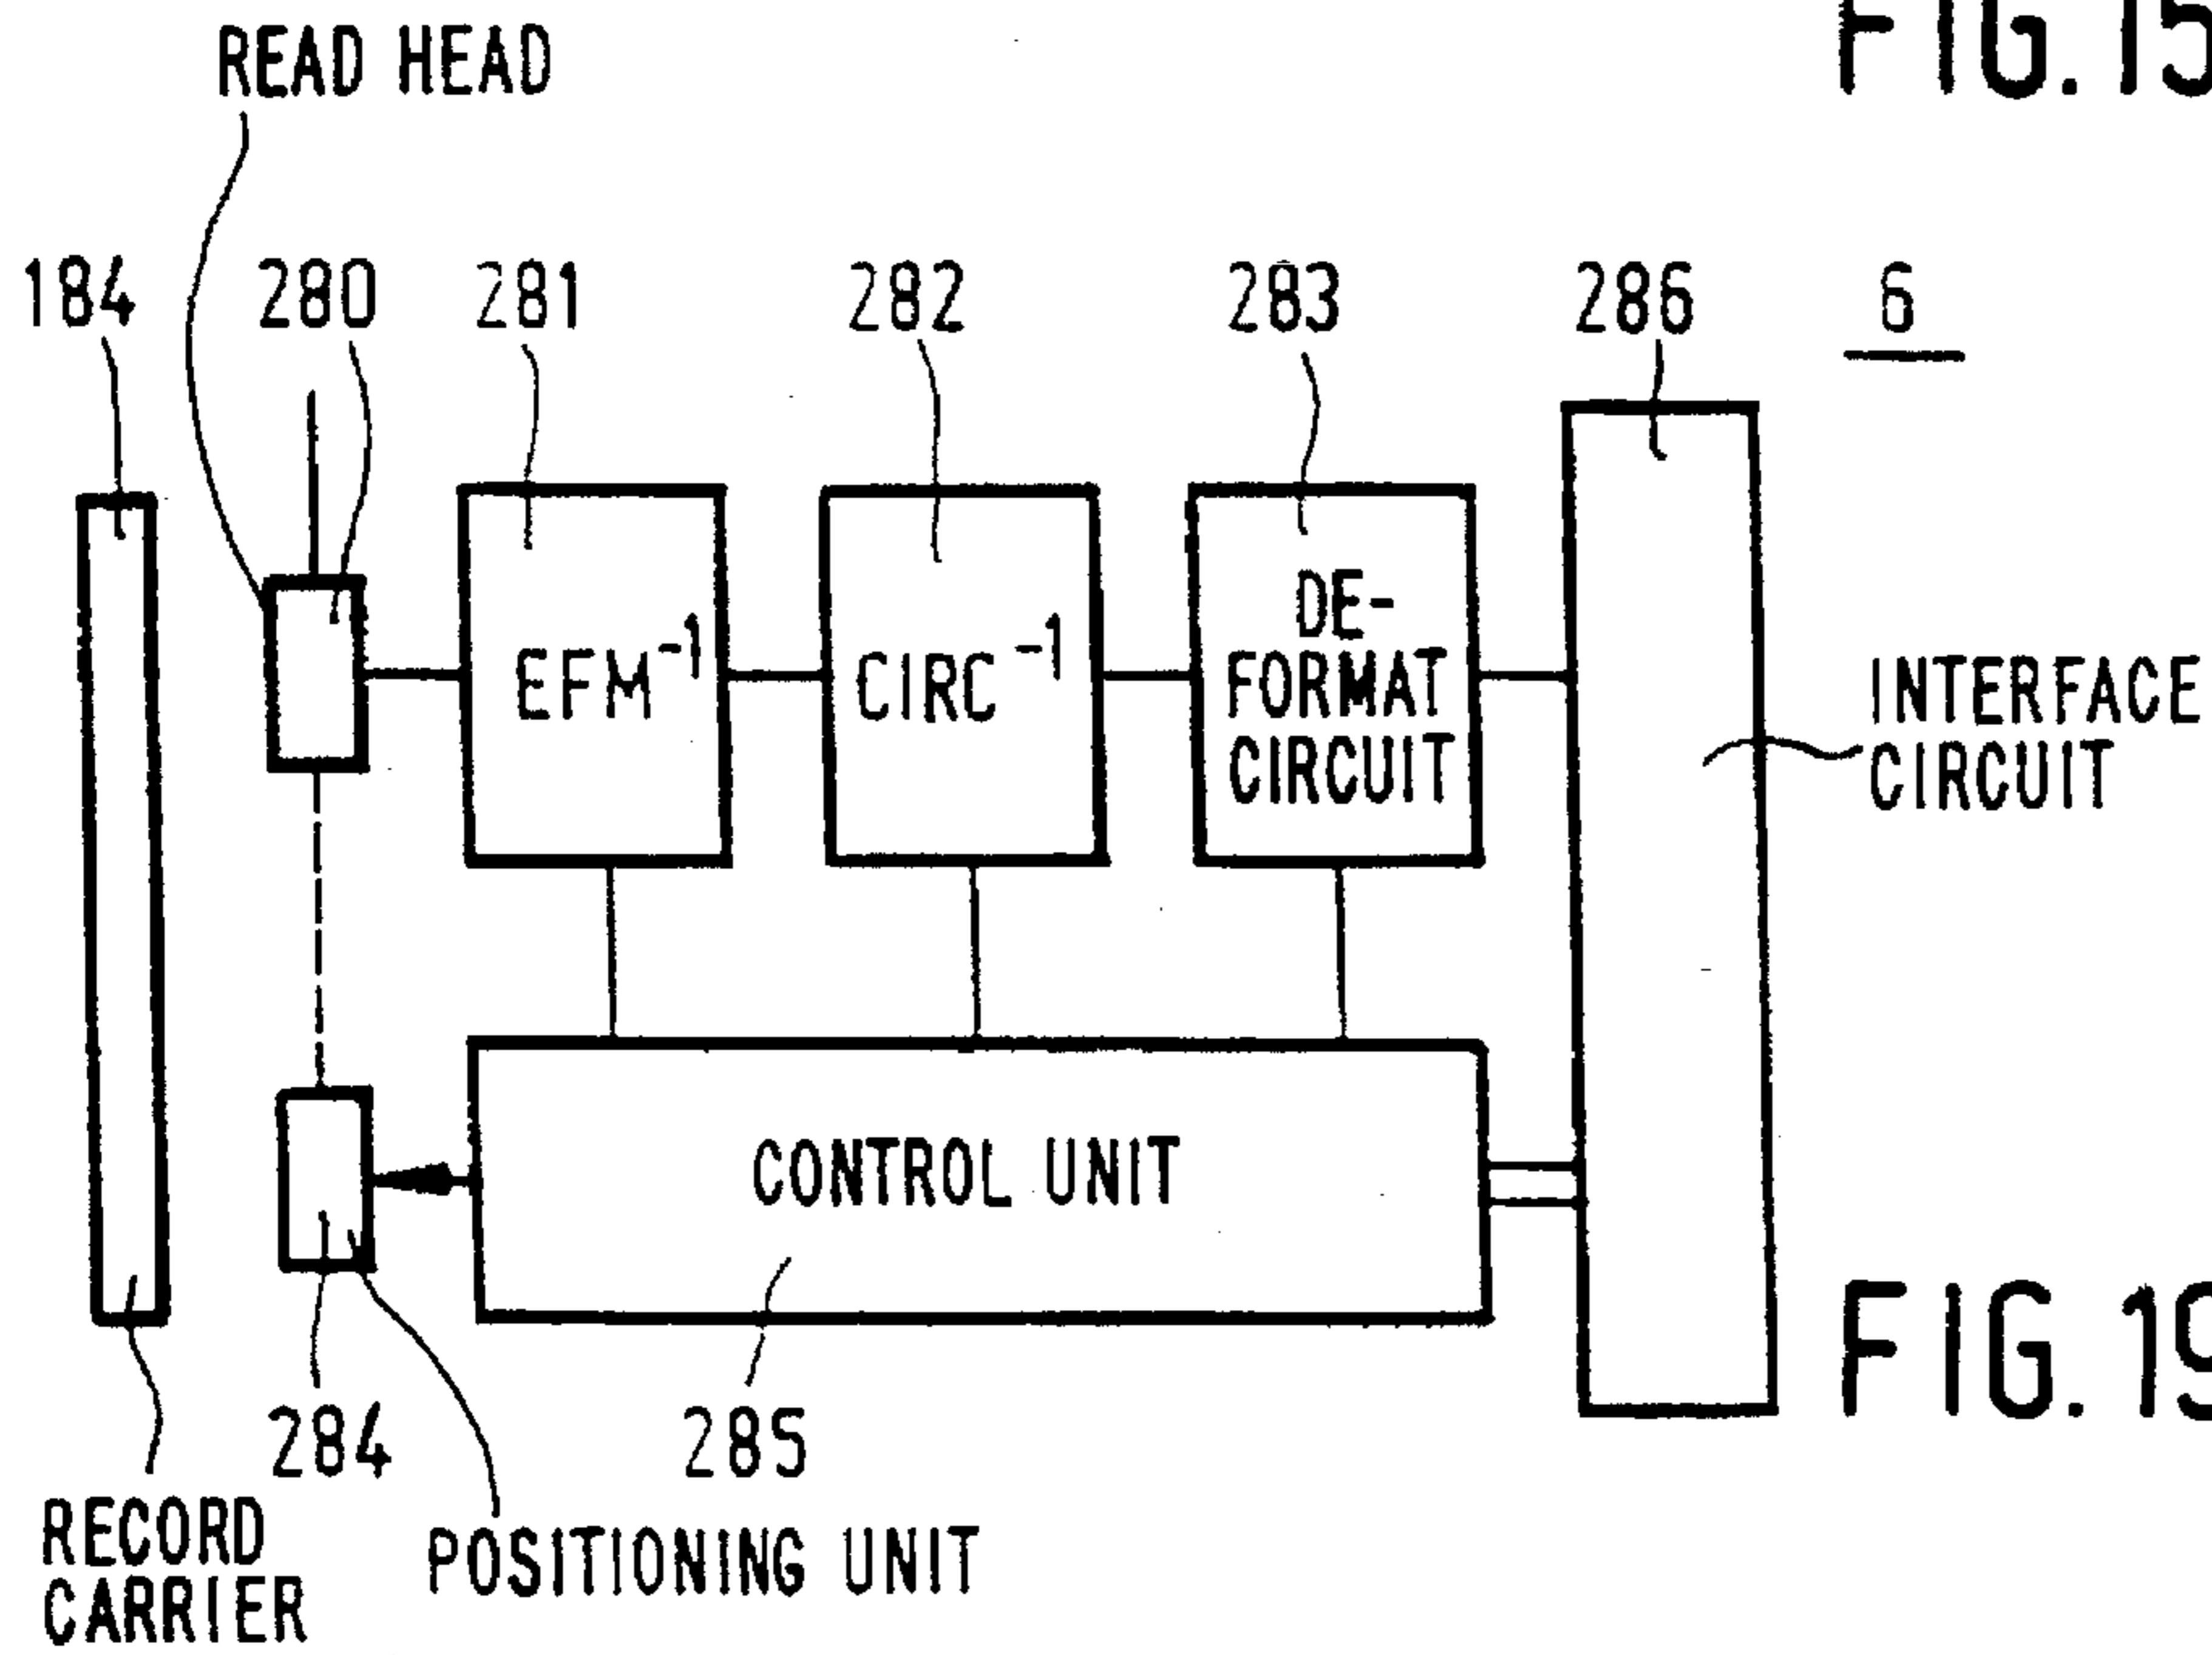 FIG. 15
READ HEAD
184 280 281 282 283 286 6
EFM⁻¹
CIRC⁻¹
DE-
FORMAT
CIRCUIT
INTERFACE
CIRCUIT
CONTROL UNIT
FIG. 19
284 285
RECORD
CARRIER
POSITIONING UNIT